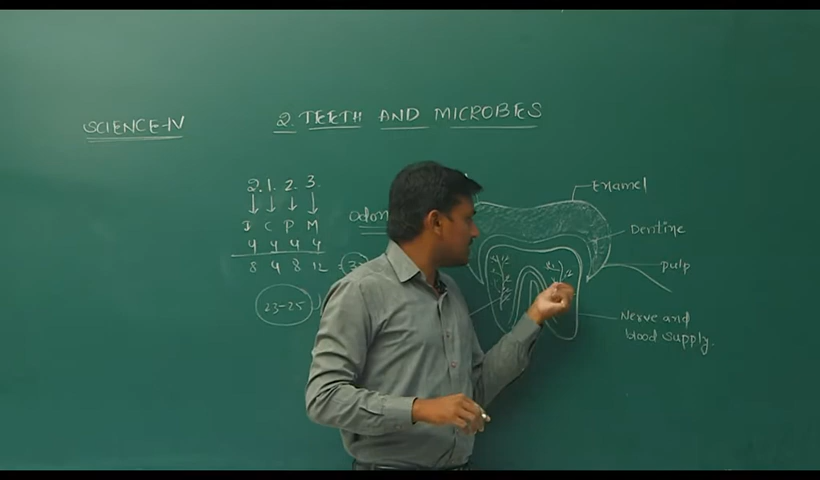 SCIENCE-IV
2. TEETH AND MICROBES
2. 1. 2. 3.
I C P M
4 4 4 4
8 4 8 12
23-25
Enamel
Dentine
pulp
Nerve and
blood supply.